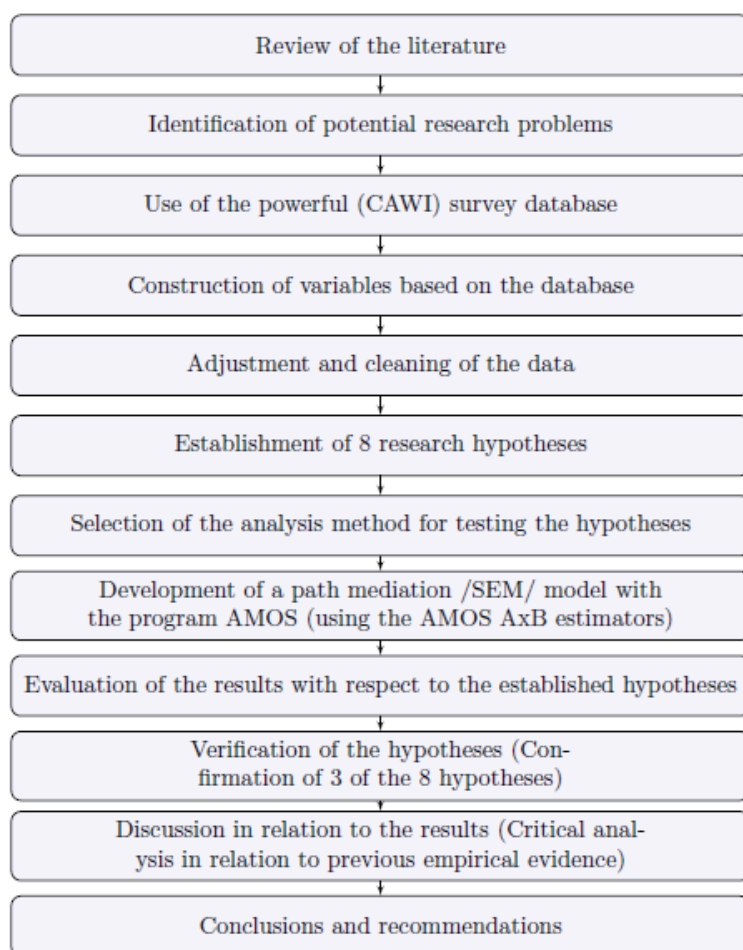 Review of the literature
Identification of potential research problems
Use of the powerful (CAWI) survey database
Construction of variables based on the database
Adjustment and cleaning of the data
Establishment of 8 research hypotheses
Selection of the analysis method for testing the hypotheses
Development of a path mediation /SEM/ model with
the program AMOS (using the AMOS AxB estimators)
Evaluation of the results with respect to the established hypotheses
Verification of the hypotheses (Con-
firmation of 3 of the 8 hypotheses)
Discussion in relation to the results (Critical anal-
ysis in relation to previous empirical evidence)
Conclusions and recommendations